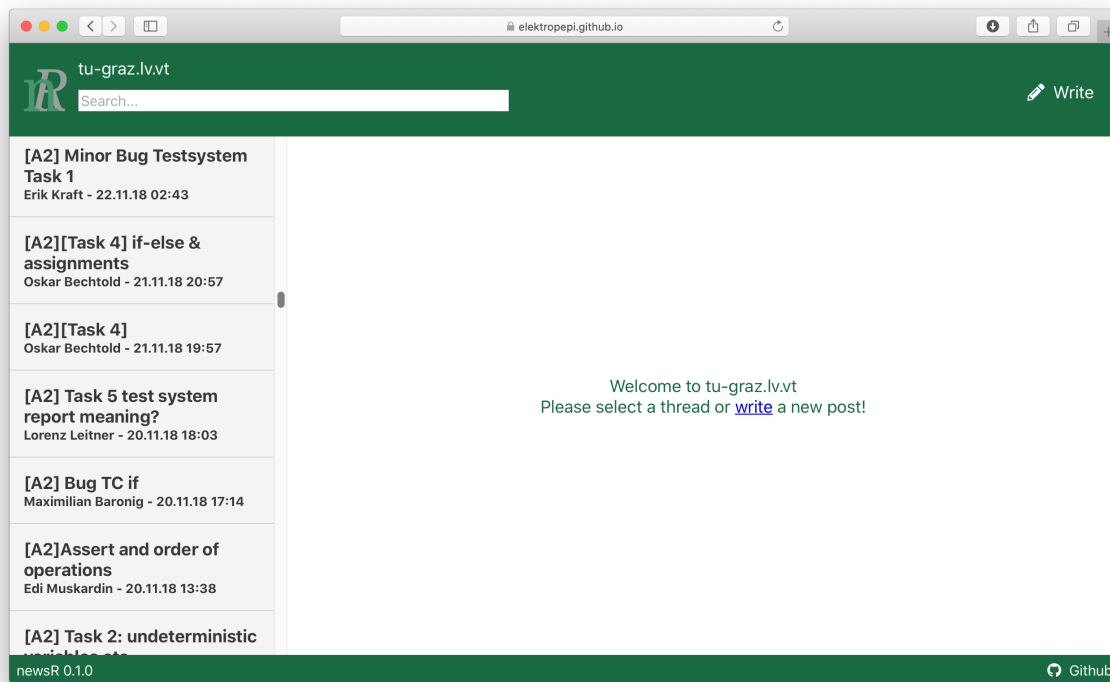 elektropepi.github.io
nR
tu-graz.lv.vt
Search...
Write
[A2] Minor Bug Testsystem
Task 1
Erik Kraft - 22.11.18 02:43
[A2][Task 4] if-else &
assignments
Oskar Bechtold - 21.11.18 20:57
[A2][Task 4]
Oskar Bechtold - 21.11.18 19:57
[A2] Task 5 test system
report meaning?
Lorenz Leitner - 20.11.18 18:03
[A2] Bug TC if
Maximilian Baronig - 20.11.18 17:14
[A2]Assert and order of
operations
Edi Muskardin - 20.11.18 13:38
[A2] Task 2: undeterministic
variables etc
Welcome to tu-graz.lv.vt
Please select a thread or write a new post!
newsR 0.1.0
Github